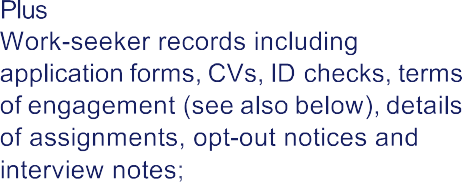 Plus
Work-seeker records including
application forms, CVs, ID checks, terms
of engagement (see also below), details
of assignments, opt-out notices and
interview notes;